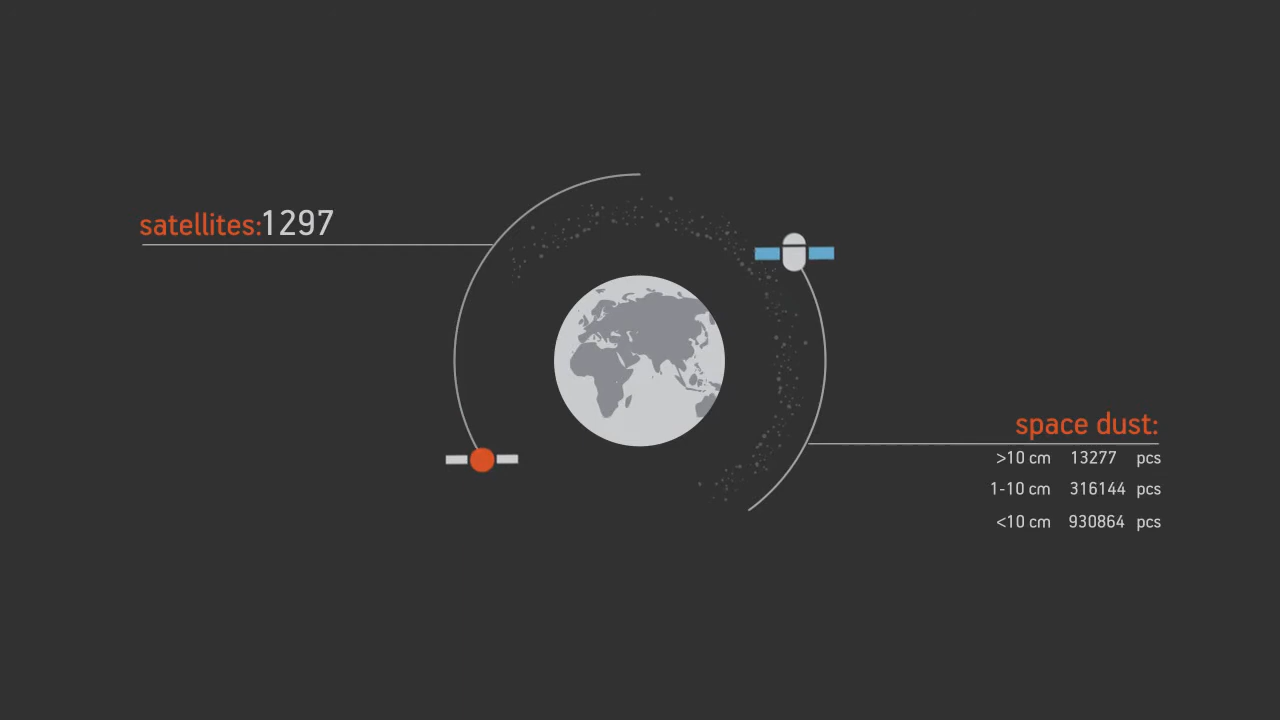 satellites:1297
space dust:
>10 cm 13277 pcs
1-10 cm 316144 pcs
<10 cm 930864 pcs